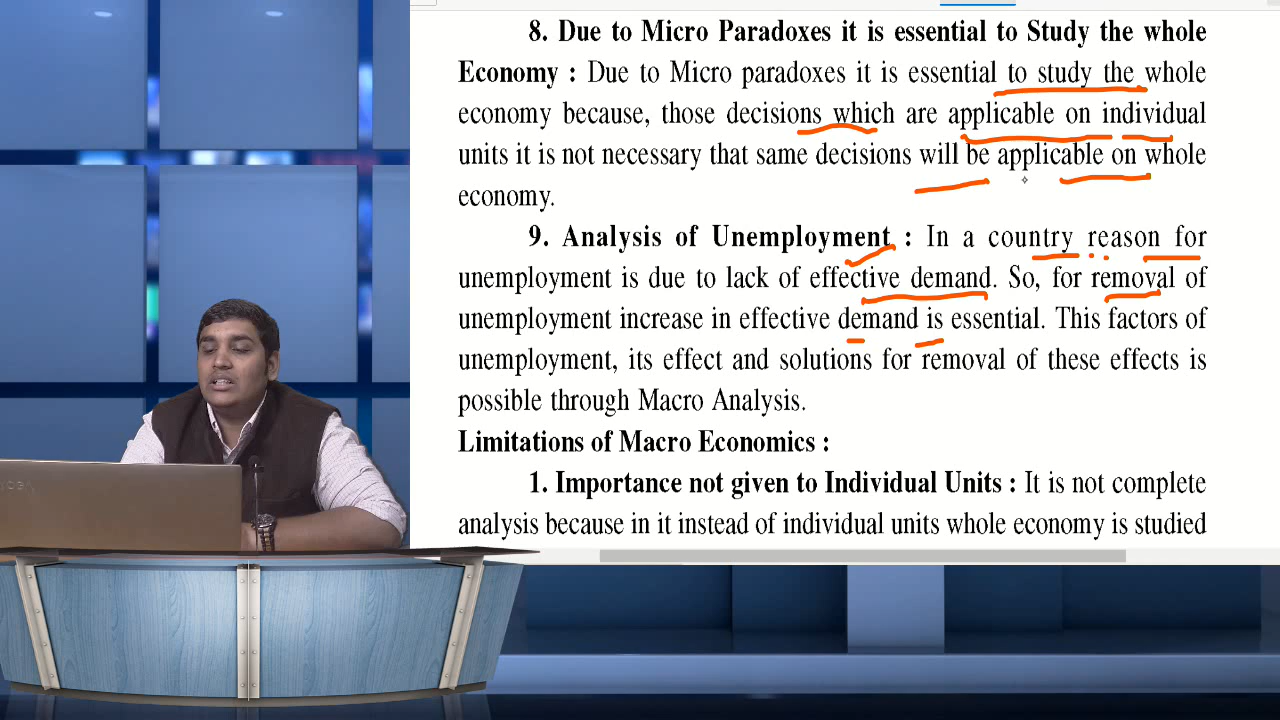 8. Due to Micro Paradoxes it is essential to Study the whole
Economy : Due to Micro paradoxes it is essential to study the whole
economy because, those decisions which are applicable on individual
units it is not necessary that same decisions will be applicable on whole
economy.
9. Analysis of Unemployment : In a country reason for
unemployment is due to lack of effective demand. So, for removal of
unemployment increase in effective demand is essential. This factors of
unemployment, its effect and solutions for removal of these effects is
possible through Macro Analysis.
Limitations of Macro Economics :
1. Importance not given to Individual Units : It is not complete
analysis because in it instead of individual units whole economy is studied